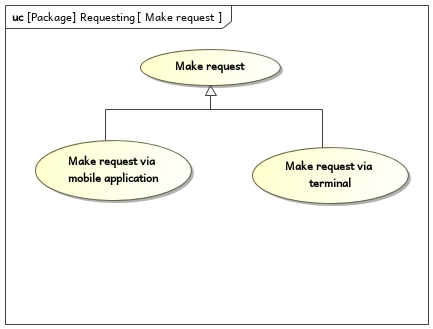 uc [Package] Requesting [ Make request ]
Make request
Make request via
mobile application
Make request via
terminal